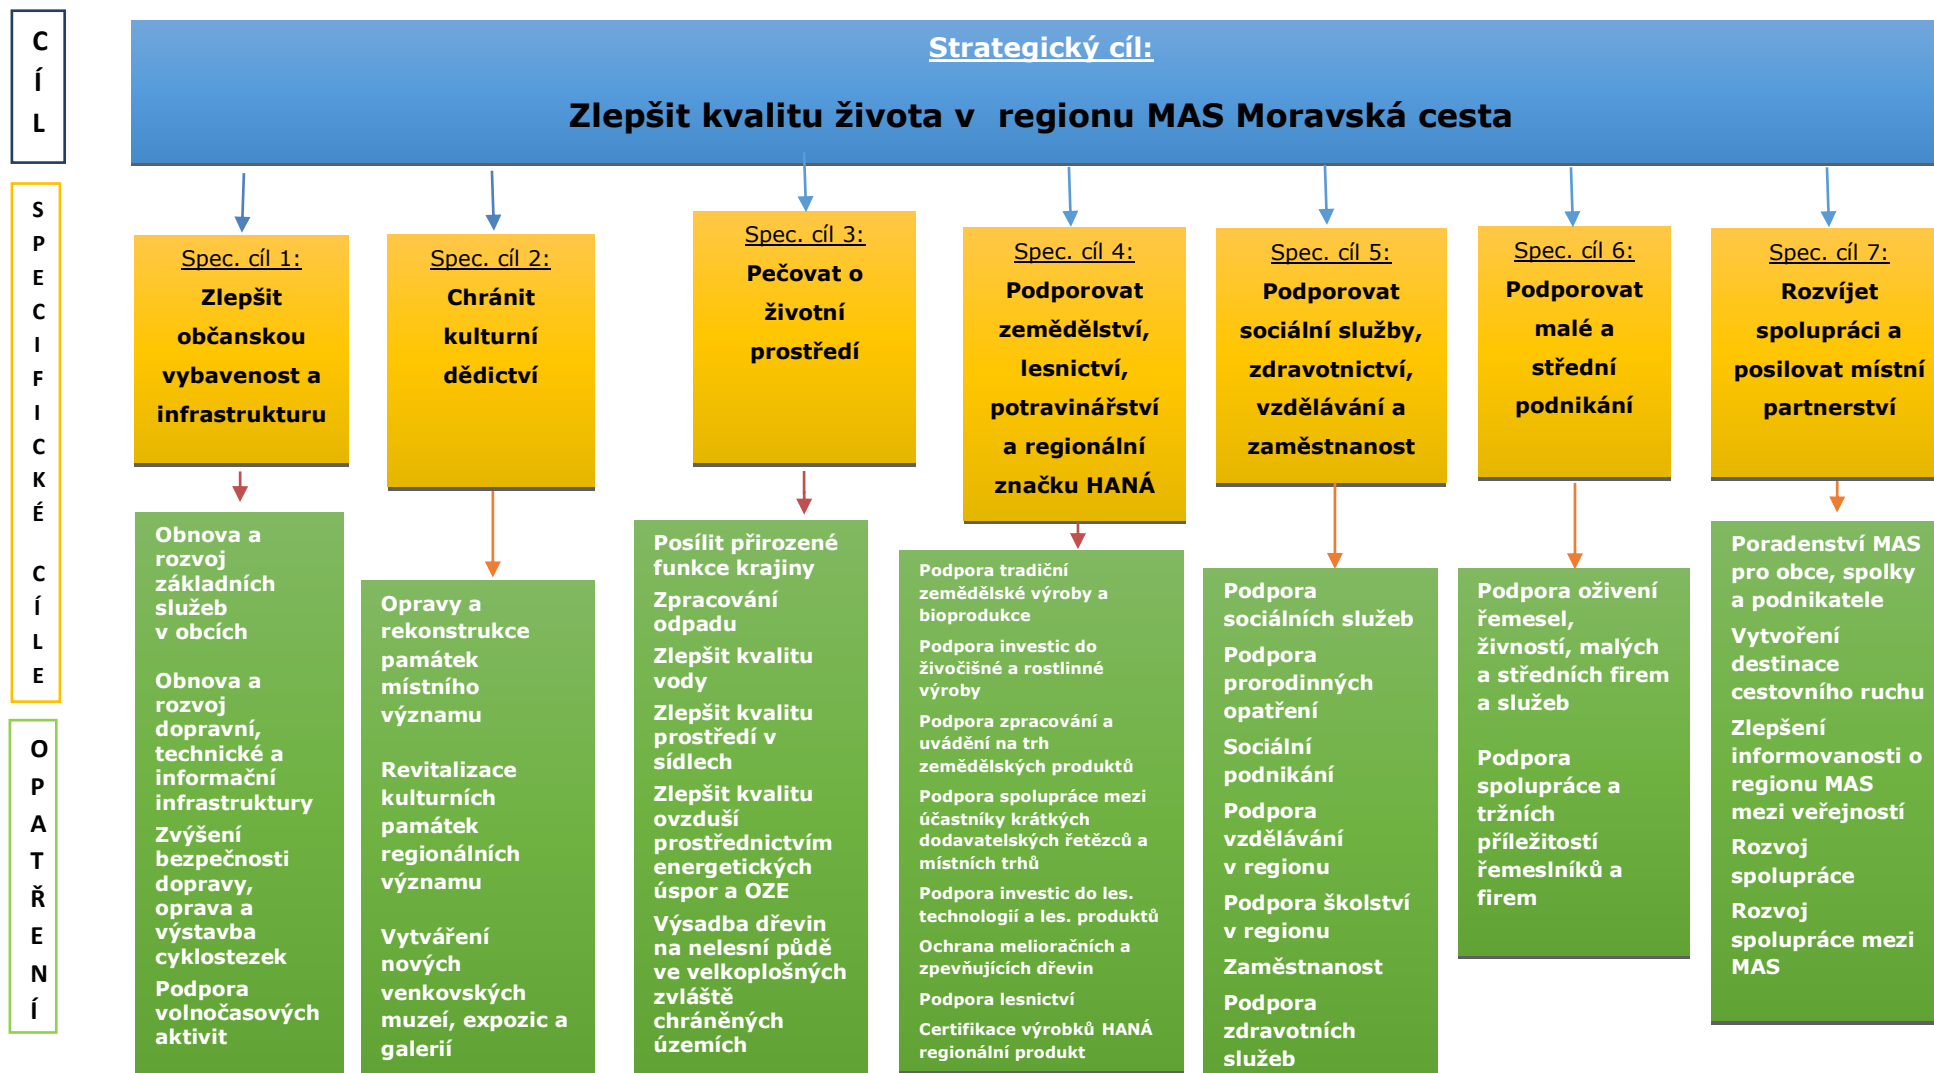 CÍL
Strategický cíl:
Zlepšit kvalitu života v regionu MAS Moravská cesta
SPECIFICKÉ CÍLE
Spec. cíl 1:
Zlepšit
občanskou
vybavenost a
infrastrukturu
Spec. cíl 2:
Chránit
kulturní
dědictví
Spec. cíl 3:
Pečovat o
životní
prostředí
Spec. cíl 4:
Podporovat
zemědělství,
lesnictví,
potravinářství
a regionální
značku HANÁ
Spec. cíl 5:
Podporovat
sociální služby,
zdravotnictví,
vzdělávání a
zaměstnanost
Spec. cíl 6:
Podporovat
malé a
střední
podnikání
Spec. cíl 7:
Rozvíjet
spolupráci a
posilovat místní
partnerství
OPATŘENÍ
Obnova a
rozvoj
základních
služeb
v obcích
Obnova a
rozvoj
dopravní,
technické a
informační
infrastruktury
Zvýšení
bezpečnosti
dopravy,
oprava a
výstavba
cyklostezek
Podpora
volnočasových
aktivit
Opravy a
rekonstrukce
památek
místního
významu
Revitalizace
kulturních
památek
regionálních
významu
Vytváření
nových
venkovských
muzeí, expozic a
galerií
Posílit přirozené
funkce krajiny
Zpracování
odpadu
Zlepšit kvalitu
vody
Zlepšit kvalitu
prostředí v
sídlech
Zlepšit kvalitu
ovzduší
prostřednictvím
energetických
úspor a OZE
Výsadba dřevin
na nelesní půdě
ve velkoplošných
zvláště
chráněných
územích
Podpora tradiční
zemědělské výroby a
bioprodukce
Podpora investic do
živočišné a rostlinné
výroby
Podpora zpracování a
uvádění na trh
zemědělských produktů
Podpora spolupráce mezi
účastníky krátkých
dodavatelských řetězců a
místních trhů
Podpora investic do les.
technologií a les. produktů
Ochrana melioračních a
zpevňujících dřevin
Podpora lesnictví
Certifikace výrobků HANÁ
regionální produkt
Podpora
sociálních služeb
Podpora
prorodinných
opatření
Sociální
podnikání
Podpora
vzdělávání
v regionu
Podpora školství
v regionu
Zaměstnanost
Podpora
zdravotních
služeb
Podpora oživení
řemesel,
živností, malých
a středních firem
a služeb
Podpora
spolupráce a
tržních
příležitostí
řemeslníků a
firem
Poradenství MAS
pro obce, spolky
a podnikatele
Vytvoření
destinace
cestovního ruchu
Zlepšení
informovanosti o
regionu MAS
mezi veřejností
Rozvoj
spolupráce
Rozvoj
spolupráce mezi
MAS